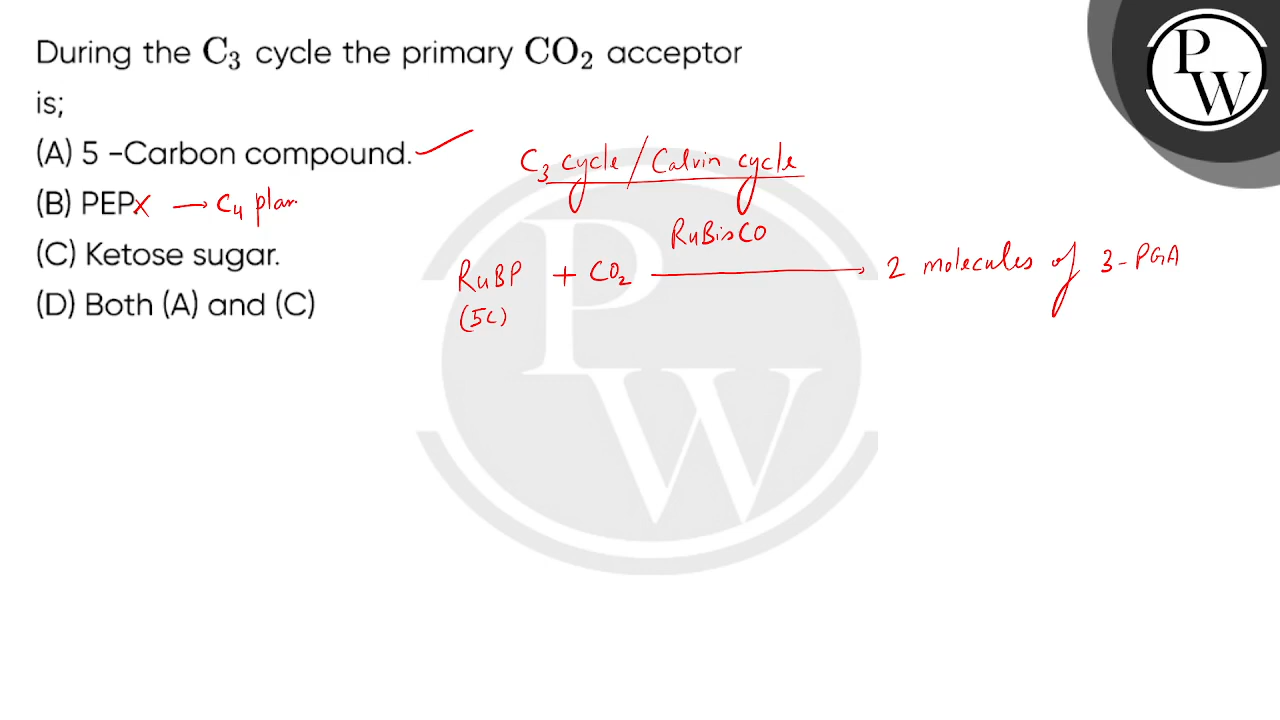 During the C₃ cycle the primary CO₂ acceptor
is;
(A) 5 -Carbon compound. ✓
(B) PEP x → C₄ plan
(C) Ketose sugar.
(D) Both (A) and (C)
C₃ cycle / Calvin cycle
RuBisCO
RuBP + CO₂ → 2 molecules of 3-PGA
(5C)
P
W
P
W